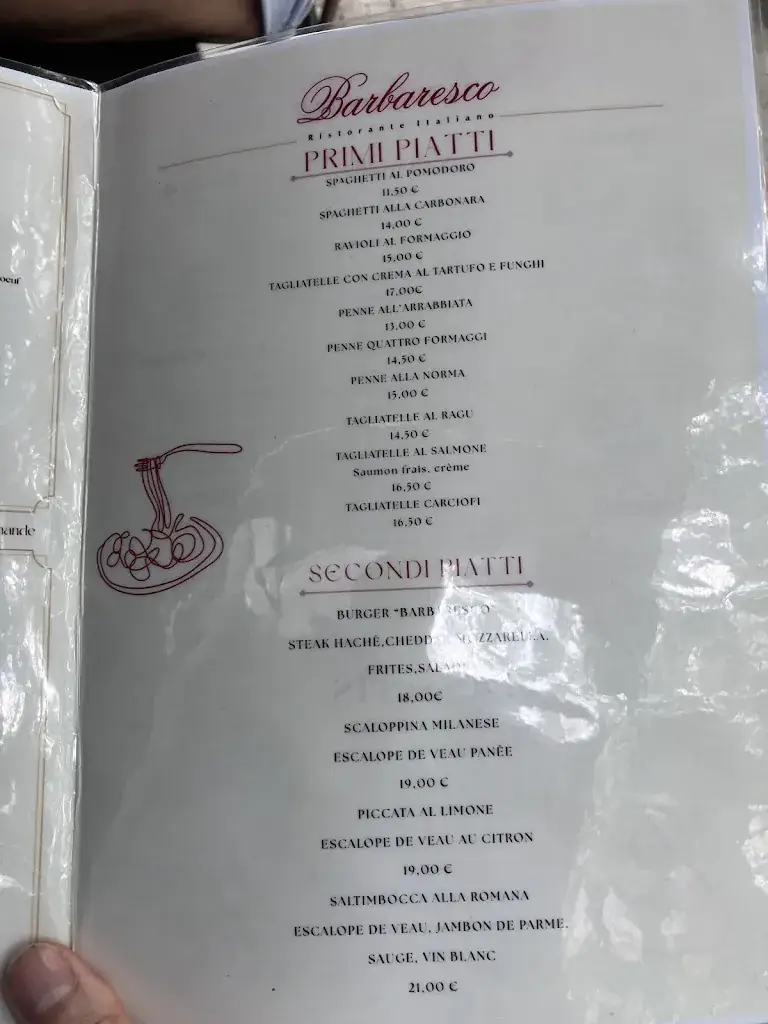 Barbaresco
Ristorante Italiano
PRIMI PIATTI
SPAGHETTI AL POMODORO
11,50 €
SPAGHETTI ALLA CARBONARA
14,00 €
RAVIOLI AL FORMAGGIO
15,00 €
TAGLIATELLE CON CREMA AL TARTUFO E FUNGHI
17,00€
PENNE ALL'ARRABBIATA
13,00 €
PENNE QUATTRO FORMAGGI
14,50 €
PENNE ALLA NORMA
15,00 €
TAGLIATELLE AL RAGU
14,50 €
TAGLIATELLE AL SALMONE
Saumon frais, crème
16,50 €
TAGLIATELLE CARCIOFI
16,50 €
SECONDI PIATTI
BURGER "BARBARESCO"
STEAK HACHÉ,CHEDDAR, MOZZARELLA,
FRITES,SALADE
18,00€
SCALOPPINA MILANESE
ESCALOPE DE VEAU PANÉE
19,00 €
PICCATA AL LIMONE
ESCALOPE DE VEAU AU CITRON
19,00 €
SALTIMBOCCA ALLA ROMANA
ESCALOPE DE VEAU, JAMBON DE PARME,
SAUGE, VIN BLANC
21,00 €